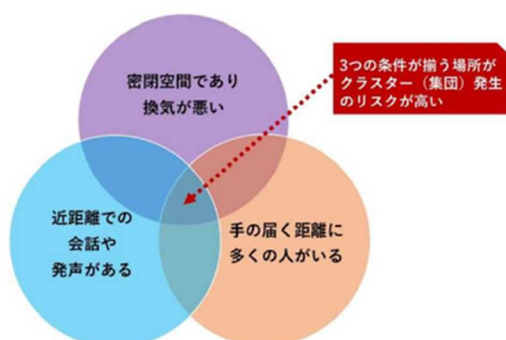 密閉空間であり
換気が悪い
3つの条件が揃う場所が
クラスター（集団）発生
のリスクが高い
近距離での
会話や
発声がある
手の届く距離に
多くの人がいる